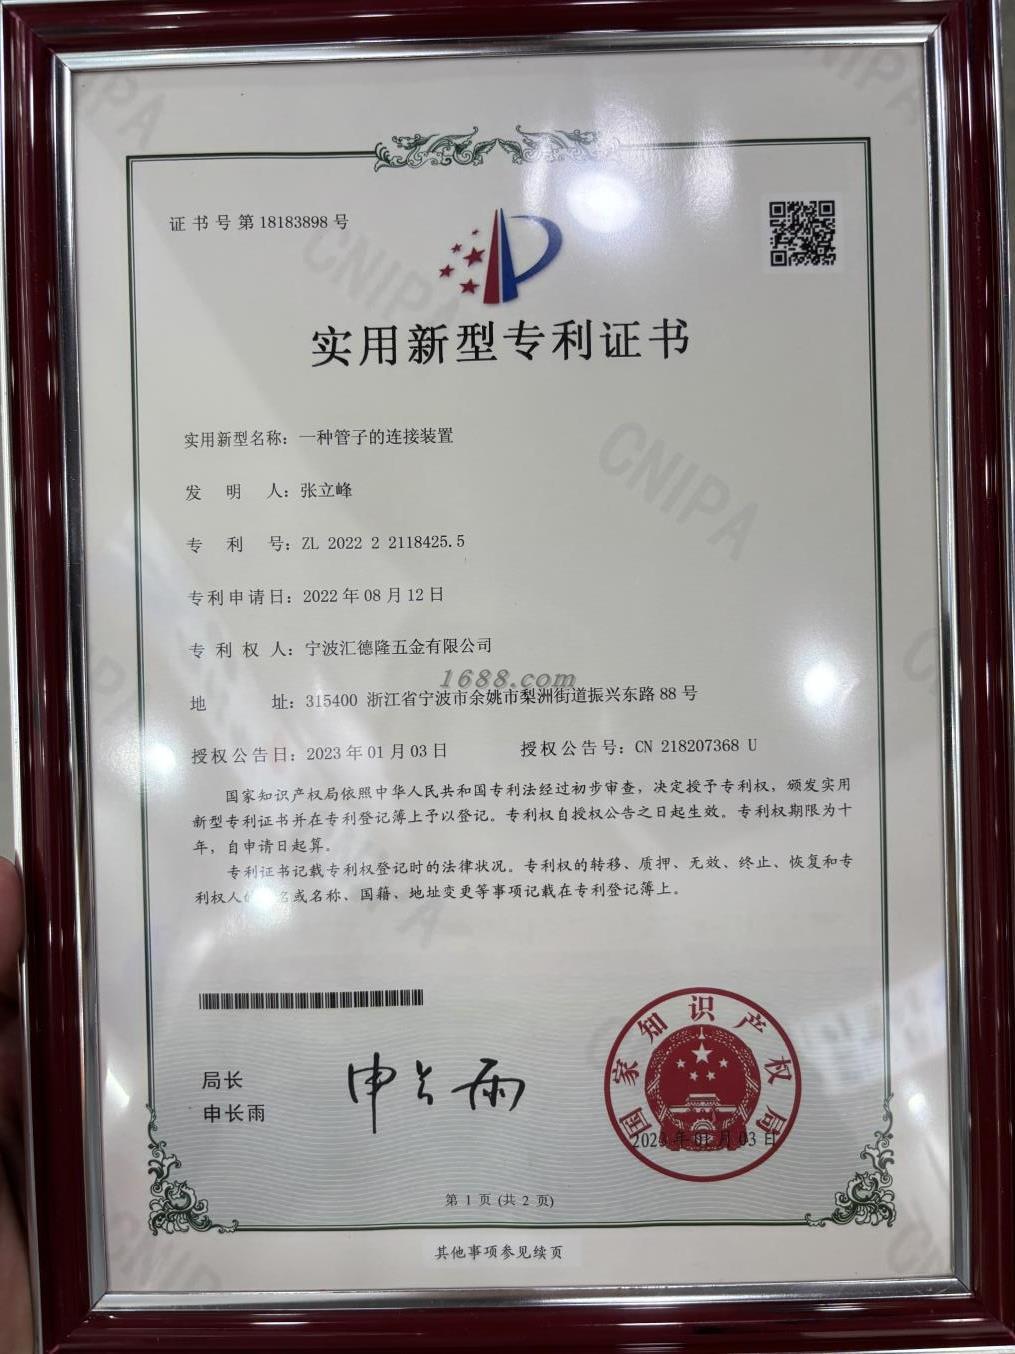 证书号第18183898号
实用新型专利证书
实用新型名称：一种管子的连接装置
发明人：张立峰
专利号：ZL 2022 2 2118425.5
专利申请日：2022年08月12日
专利权人：宁波汇德隆五金有限公司
1688.com
地址：315400 浙江省宁波市余姚市梨洲街道振兴东路88号
授权公告日：2023年01月03日 授权公告号：CN 218207368 U
国家知识产权局依照中华人民共和国专利法经过初步审查，决定授予专利权，颁发实用
新型专利证书并在专利登记簿上予以登记。专利权自授权公告之日起生效。专利权期限为十
年，自申请日起算。
专利证书记载专利权登记时的法律状况。专利权的转移、质押、无效、终止、恢复和专
利权人 名或名称、国籍、地址变更等事项记载在专利登记簿上。
局长
申长雨
申长雨
国家知识产权局
2023年01月03日
第1页(共2页)
其他事项参见续页
CNIPA
CNIPA
CNIPA